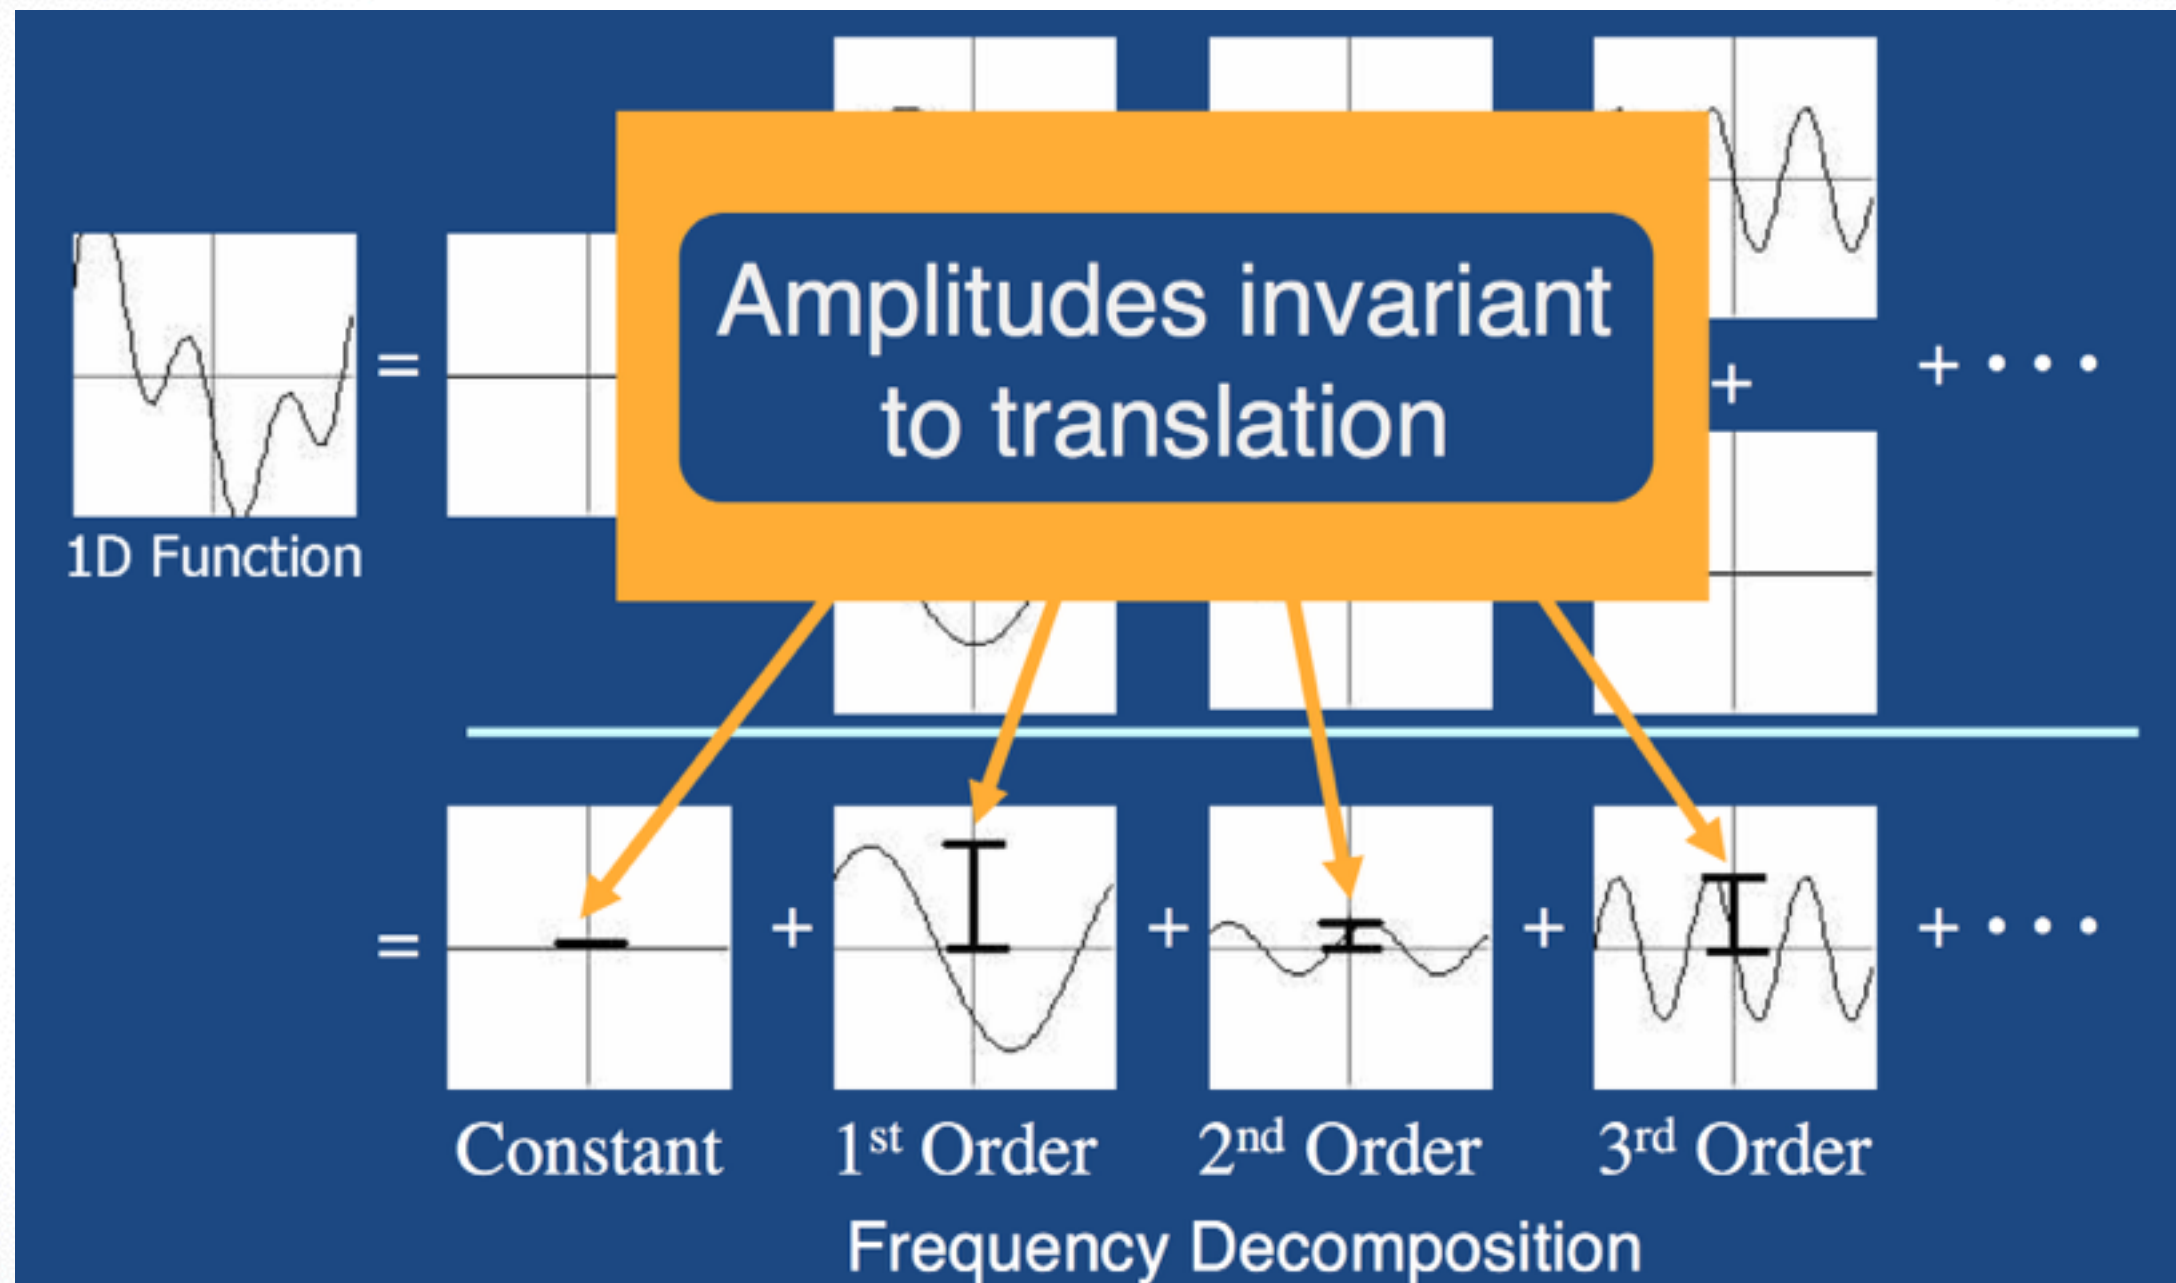 Amplitudes invariant
to translation
= + + • • •
1D Function
= + + + + • • •
Constant 1st Order 2nd Order 3rd Order
Frequency Decomposition